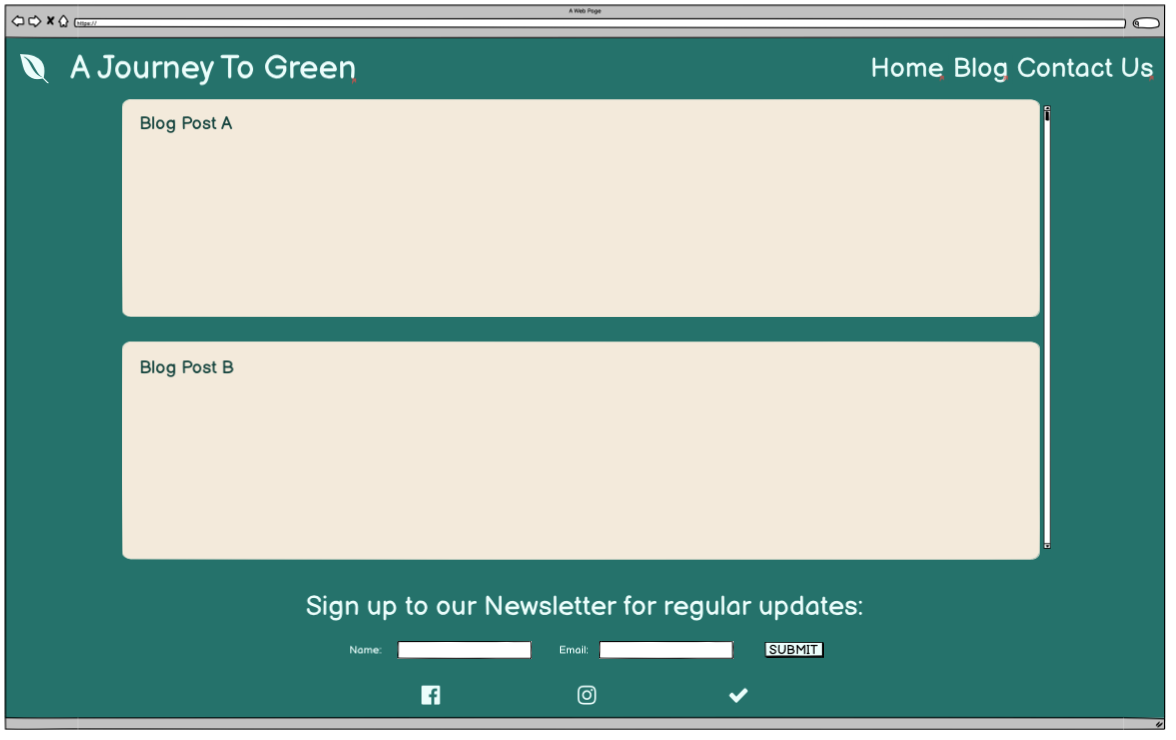 A Web Page
https://
A Journey To Green
Home Blog Contact Us
Blog Post A
Blog Post B
Sign up to our Newsletter for regular updates:
Name: Email: SUBMIT